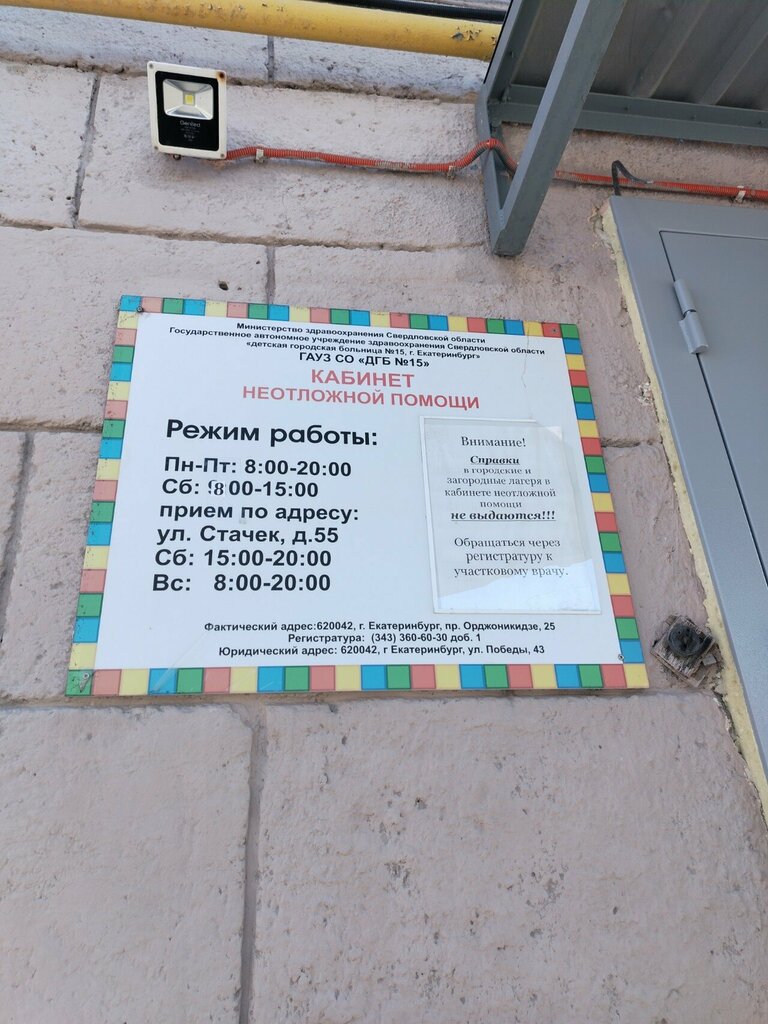 Geniled
Министерство здравоохранения Свердловской области
Государственное автономное учреждение здравоохранения Свердловской области
«детская городская больница №15, г. Екатеринбург»
ГАУЗ СО «ДГБ №15»
КАБИНЕТ
НЕОТЛОЖНОЙ ПОМОЩИ
Режим работы:
Пн-Пт: 8:00-20:00
Сб: 8:00-15:00
прием по адресу:
ул. Стачек, д.55
Сб: 15:00-20:00
Вс: 8:00-20:00
Внимание!
Справки
в городские и
загородные лагеря в
кабинете неотложной
помощи
не выдаются!!!
Обращаться через
регистратуру к
участковому врачу.
Фактический адрес:620042, г. Екатеринбург, пр. Орджоникидзе, 25
Регистратура: (343) 360-60-30 доб. 1
Юридический адрес: 620042, г Екатеринбург, ул. Победы, 43